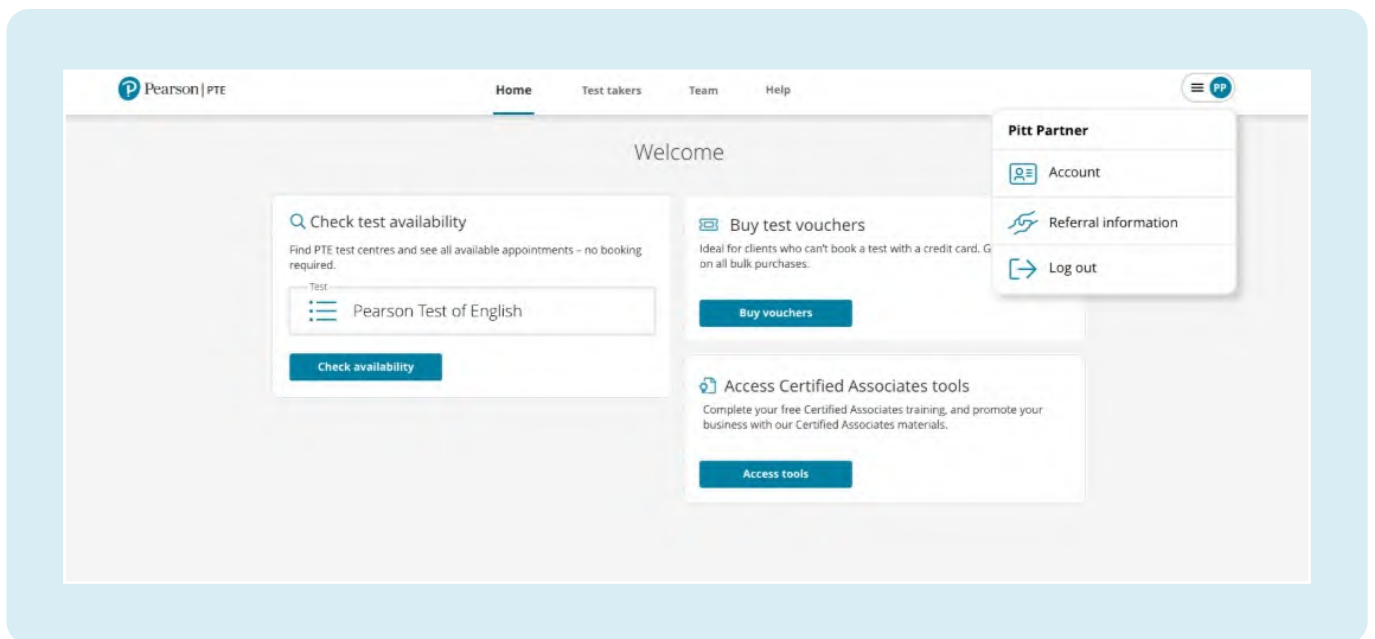 Pearson | PTE
Home Test takers Team Help
PP
Pitt Partner
Account
Referral information
Log out
Welcome
Check test availability
Find PTE test centres and see all available appointments – no booking
required.
Test
Pearson Test of English
Check availability
Buy test vouchers
Ideal for clients who can't book a test with a credit card. G
on all bulk purchases.
Buy vouchers
Access Certified Associates tools
Complete your free Certified Associates training, and promote your
business with our Certified Associates materials.
Access tools